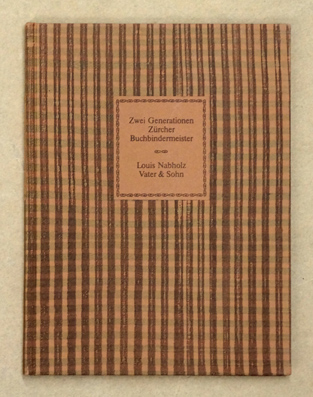 Zwei Generationen
Zürcher
Buchbindermeister
Louis Nabholz
Vater & Sohn